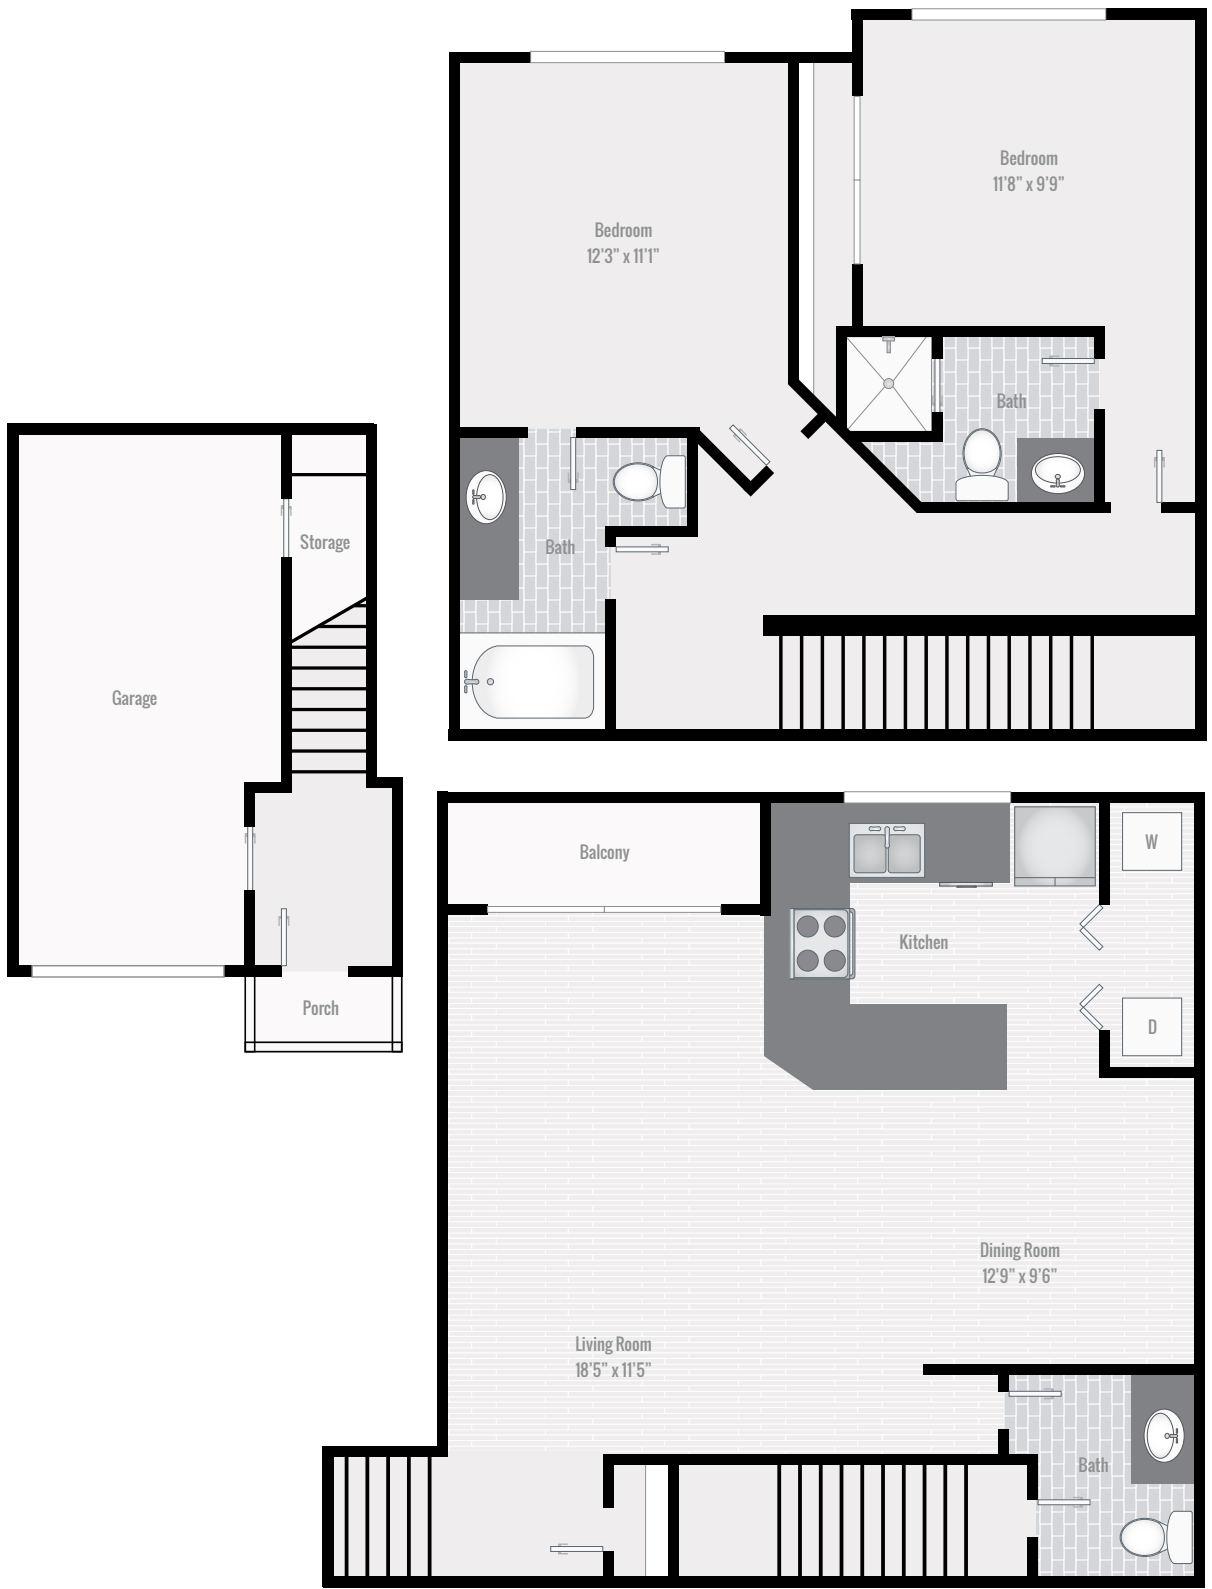 Bedroom
11'8" x 9'9"
Bedroom
12'3" x 11'1"
Bath
Bath
Storage
Garage
Porch
Balcony
W
Kitchen
D
Dining Room
12'9" x 9'6"
Living Room
18'5" x 11'5"
Bath